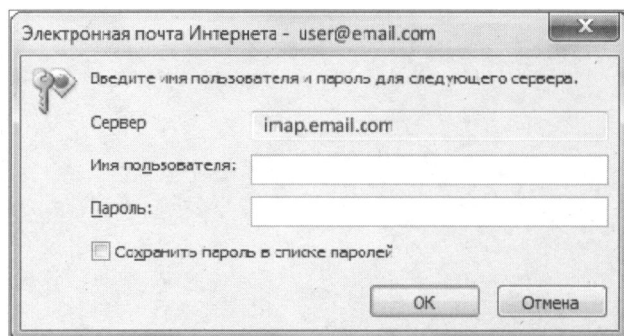 Электронная почта Интернета - user@email.com
Введите имя пользователя и пароль для следующего сервера.
Сервер
imap.email.com
Имя пользователя:
Пароль:
Сохранить пароль в списке паролей
OK
Отмена